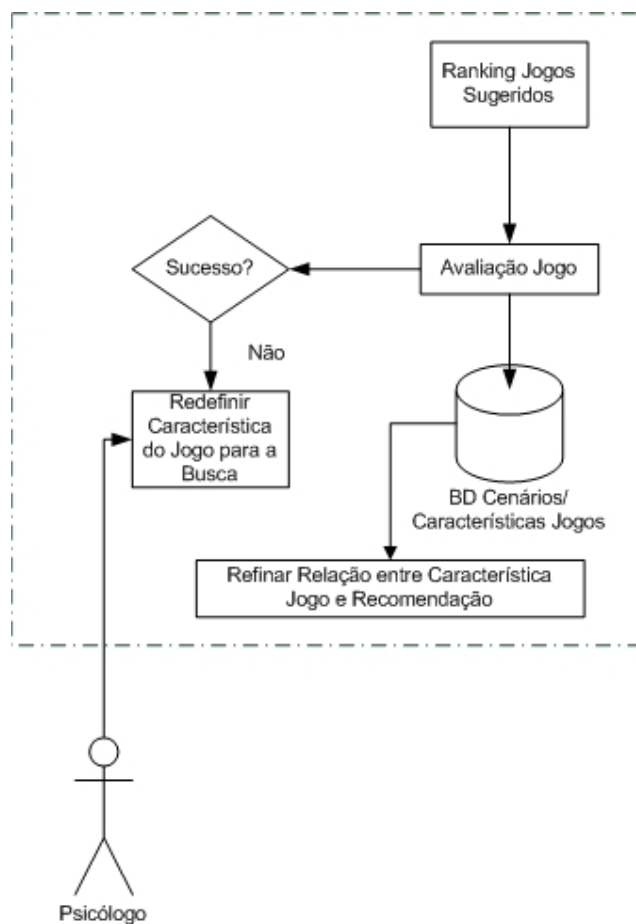 Ranking Jogos
Sugeridos
Sucesso?
Avaliação Jogo
Não
Redefinir
Característica
do Jogo para a
Busca
BD Cenários/
Características Jogos
Refinar Relação entre Característica
Jogo e Recomendação
Psicólogo